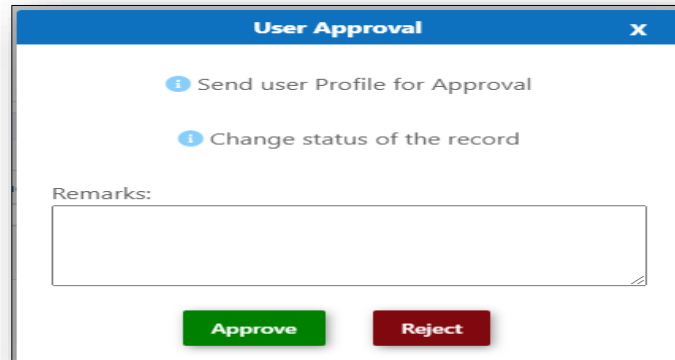 User Approval X
Send user Profile for Approval
Change status of the record
Remarks:
Approve Reject